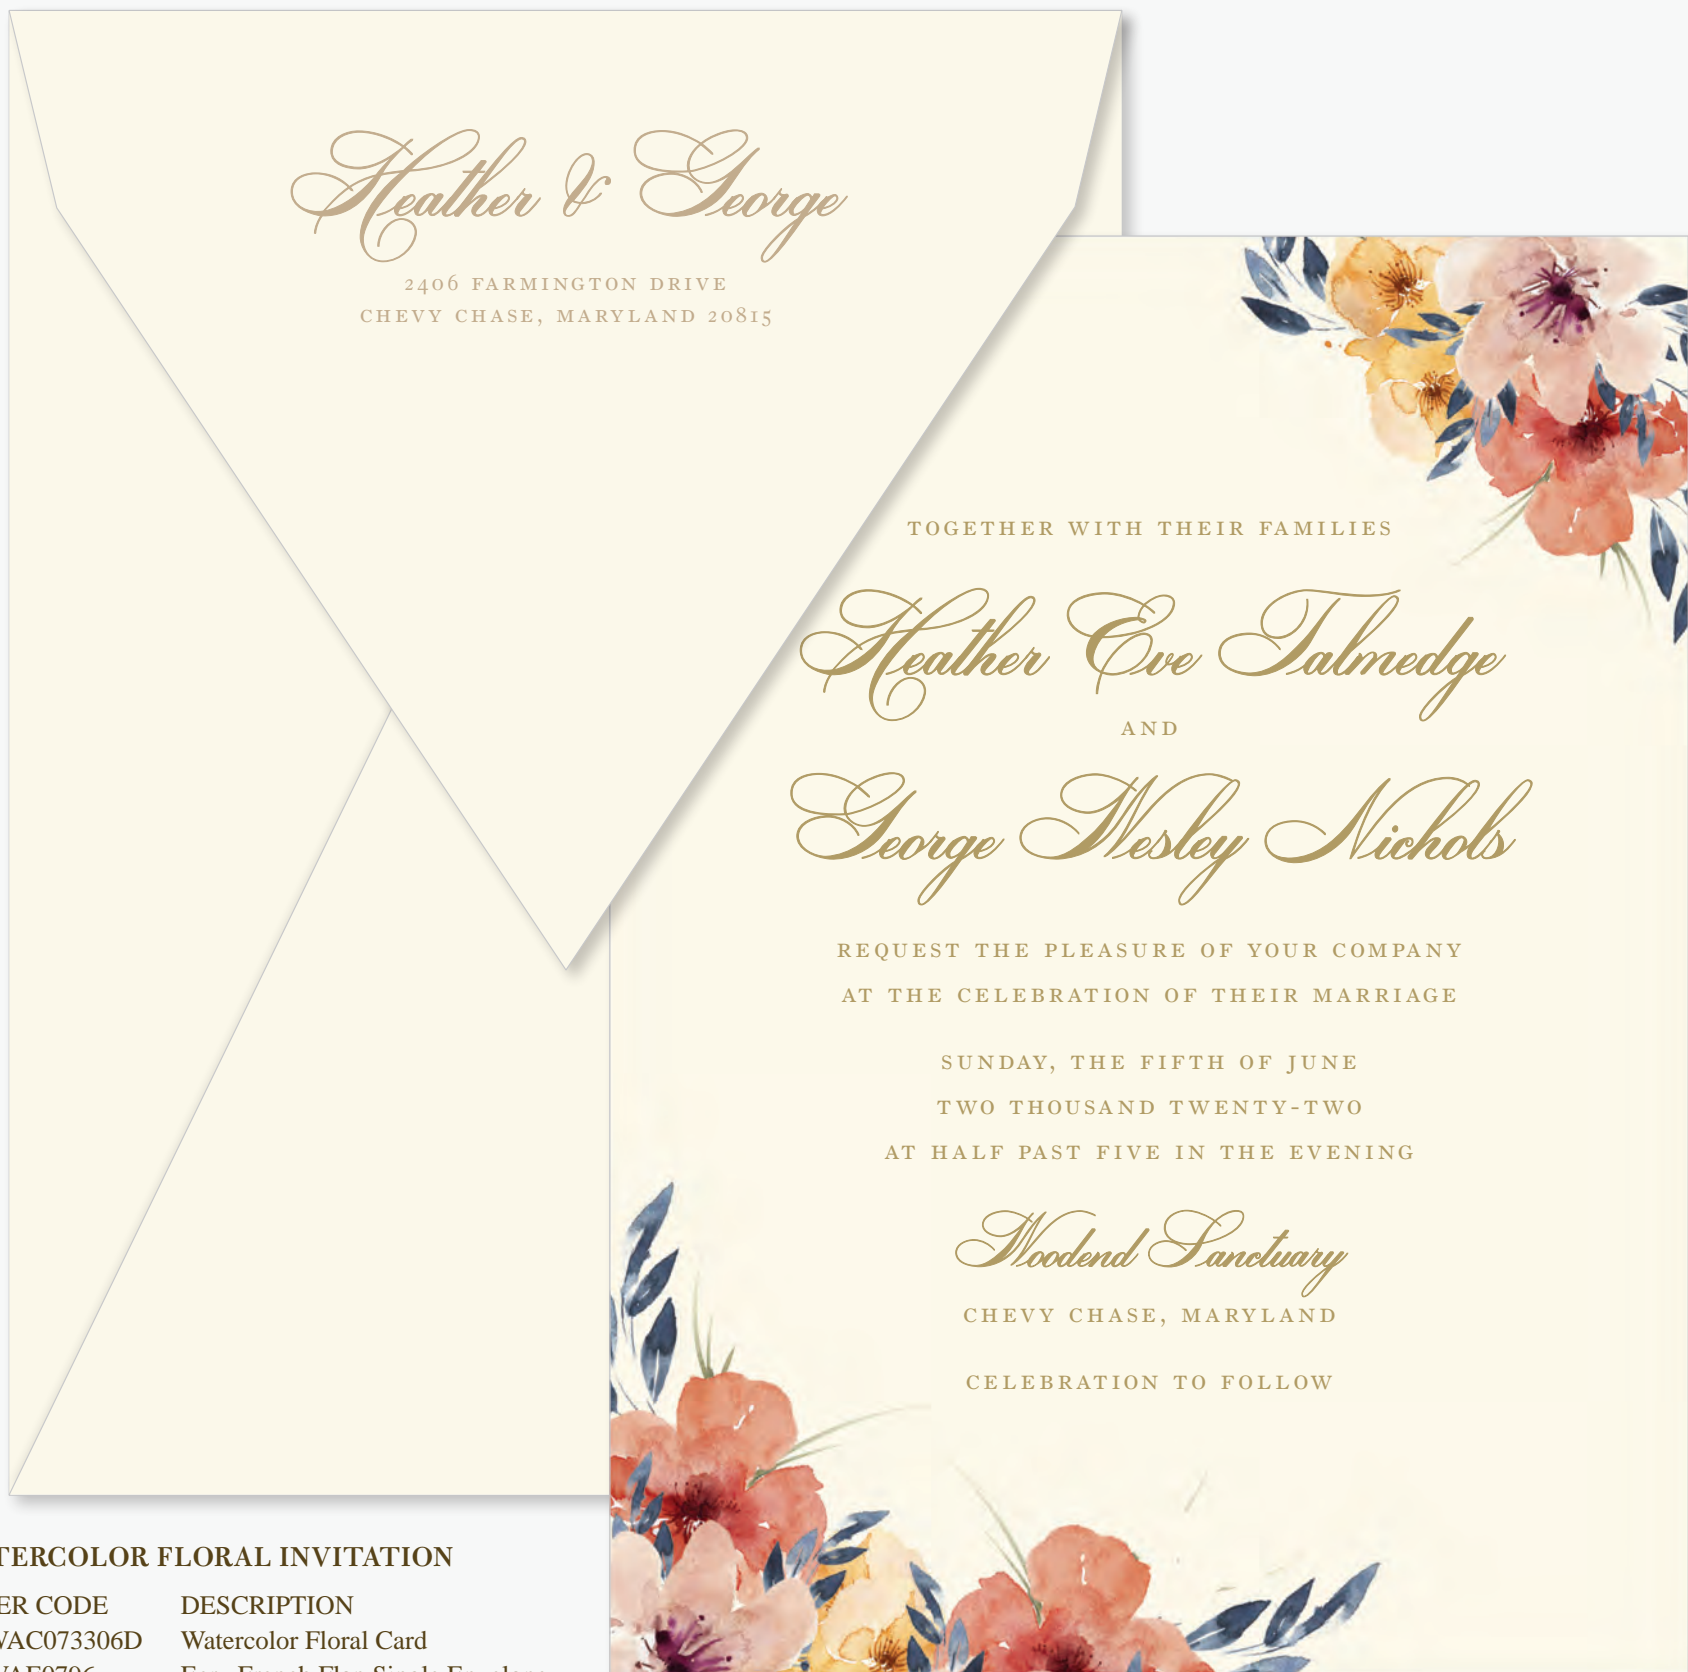 Heather & George
2406 FARMINGTON DRIVE
CHEVY CHASE, MARYLAND 20815
TOGETHER WITH THEIR FAMILIES
Heather Eve Talmedge
AND
George Wesley Nichols
REQUEST THE PLEASURE OF YOUR COMPANY
AT THE CELEBRATION OF THEIR MARRIAGE
SUNDAY, THE FIFTH OF JUNE
TWO THOUSAND TWENTY-TWO
AT HALF PAST FIVE IN THE EVENING
Woodend Sanctuary
CHEVY CHASE, MARYLAND
CELEBRATION TO FOLLOW
TERCOLOR FLORAL INVITATION
ER CODE DESCRIPTION
VAC073306D Watercolor Floral Card